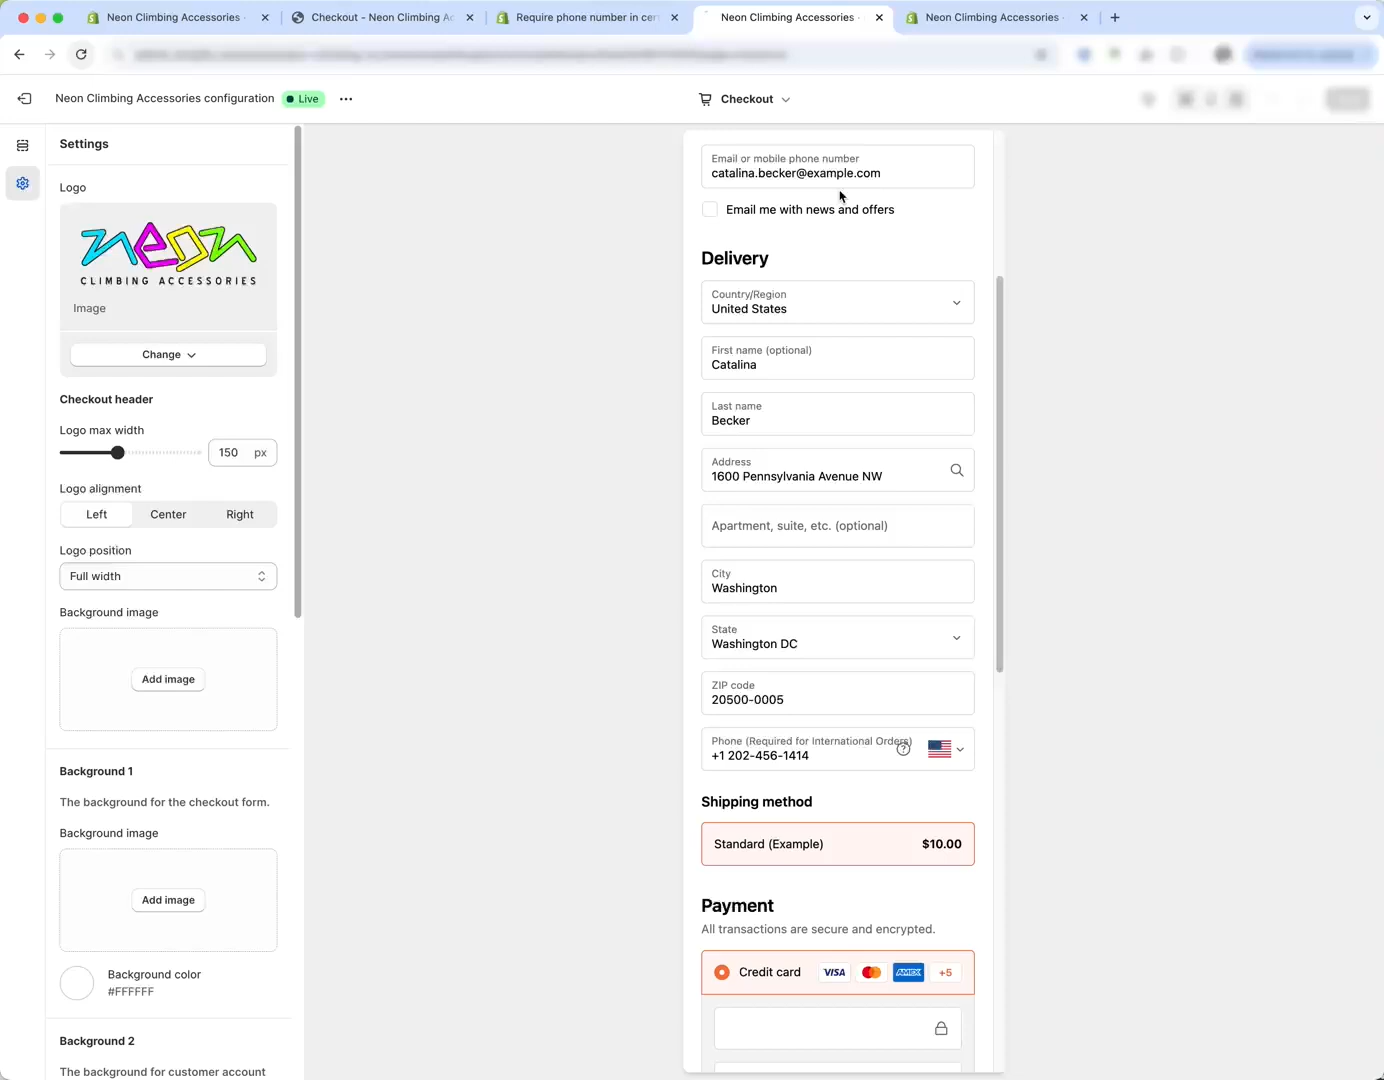 Neon Climbing Accessories ·
Checkout - Neon Climbing Ac
Require phone number in cer
Neon Climbing Accessories ·
Neon Climbing Accessories ·
Neon Climbing Accessories configuration
Live
Checkout
Settings
Logo
neon
CLIMBING ACCESSORIES
Image
Change
Checkout header
Logo max width
150 px
Logo alignment
Left Center Right
Logo position
Full width
Background image
Add image
Background 1
The background for the checkout form.
Background image
Add image
Background color
#FFFFFF
Background 2
The background for customer account
Email or mobile phone number
catalina.becker@example.com
Email me with news and offers
Delivery
Country/Region
United States
First name (optional)
Catalina
Last name
Becker
Address
1600 Pennsylvania Avenue NW
Apartment, suite, etc. (optional)
City
Washington
State
Washington DC
ZIP code
20500-0005
Phone (Required for International Orders)
+1 202-456-1414
Shipping method
Standard (Example) $10.00
Payment
All transactions are secure and encrypted.
Credit card VISA AMEX +5